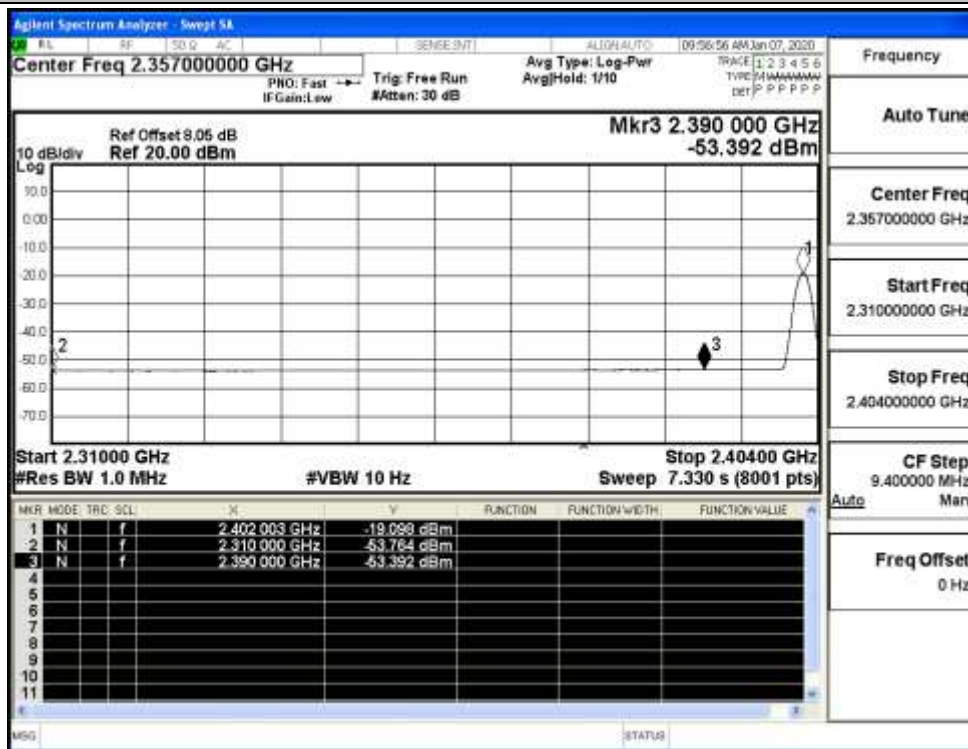 Agilent Spectrum Analyzer - Swept SA
RL RF 50 Ω AC SENSE:INT ALIGN AUTO 09:56:56 AM Jan 07, 2020
Center Freq 2.357000000 GHz
PNO: Fast
IFGain:Low
Trig: Free Run
#Atten: 30 dB
Avg Type: Log-Pwr
Avg|Hold: 1/10
TRACE 1 2 3 4 5 6
TYPE MWWWWW
DET P P P P P P
Ref Offset 8.05 dB
Ref 20.00 dBm
10 dB/div
Log
Mkr3 2.390 000 GHz
-53.392 dBm
10.0
0.00
-10.0
-20.0
-30.0
-40.0
-50.0
-60.0
-70.0
1
2
3
Start 2.31000 GHz Stop 2.40400 GHz
#Res BW 1.0 MHz #VBW 10 Hz Sweep 7.330 s (8001 pts)
MKR MODE TRC SCL X Y FUNCTION FUNCTION WIDTH FUNCTION VALUE
1 N f 2.402 003 GHz -19.098 dBm
2 N f 2.310 000 GHz -53.764 dBm
3 N f 2.390 000 GHz -53.392 dBm
4
5
6
7
8
9
10
11
MSG STATUS
Frequency
Auto Tune
Center Freq
2.357000000 GHz
Start Freq
2.310000000 GHz
Stop Freq
2.404000000 GHz
CF Step
9.400000 MHz
Auto Man
Freq Offset
0 Hz